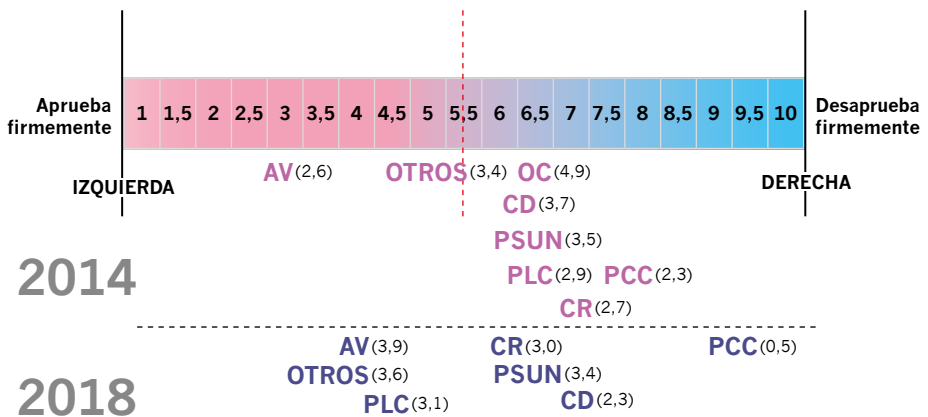 Aprueba
firmemente
1 1,5 2 2,5 3 3,5 4 4,5 5 5,5 6 6,5 7 7,5 8 8,5 9 9,5 10
Desaprueba
firmemente
IZQUIERDA
DERECHA
AV(2,6) OTROS(3,4) OC(4,9)
CD(3,7)
PSUN(3,5)
2014
PLC(2,9) PCC(2,3)
CR(2,7)
AV(3,9) CR(3,0) PCC(0,5)
OTROS(3,6) PSUN(3,4)
2018
PLC(3,1) CD(2,3)